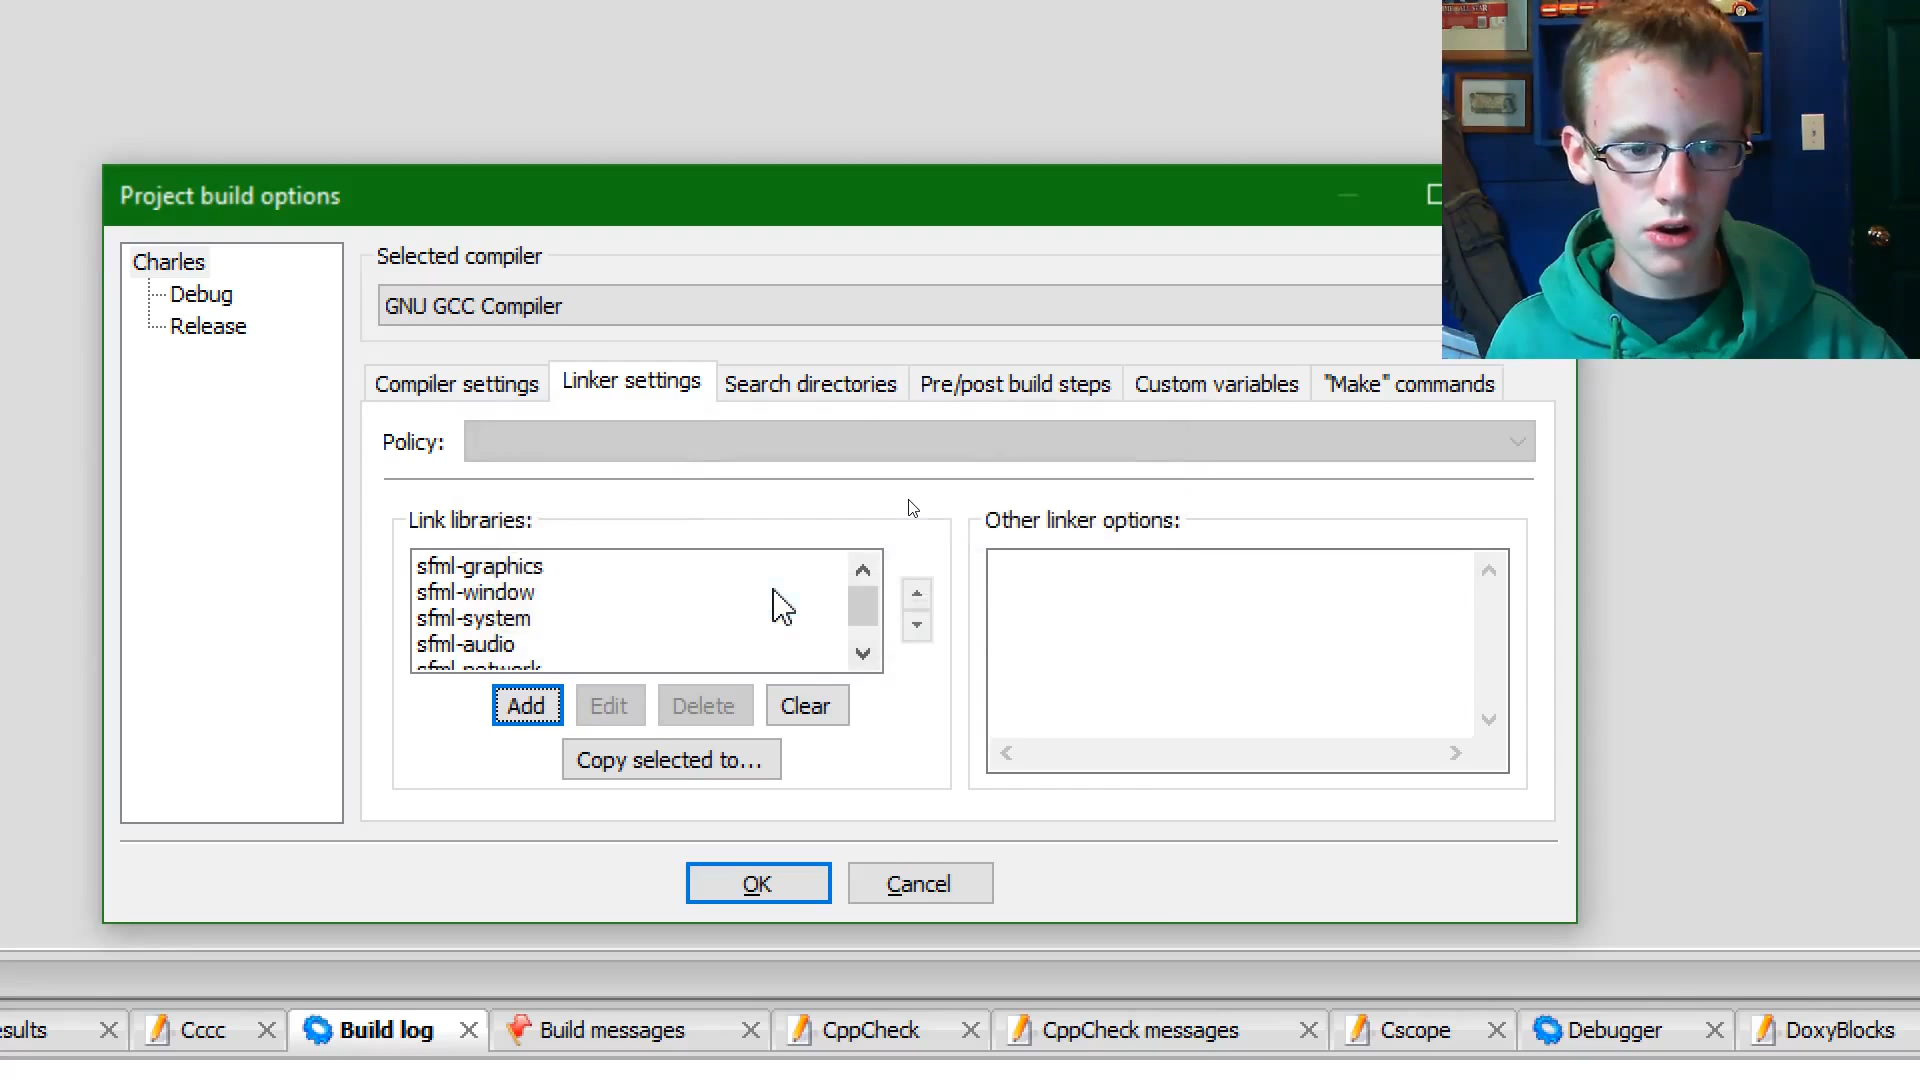 Project build options
Charles
Debug
Release
Selected compiler
GNU GCC Compiler
Compiler settings
Linker settings
Search directories
Pre/post build steps
Custom variables
"Make" commands
Policy:
Link libraries:
sfml-graphics
sfml-window
sfml-system
sfml-audio
sfml-network
Add
Edit
Delete
Clear
Copy selected to...
Other linker options:
OK
Cancel
esults
Cccc
Build log
Build messages
CppCheck
CppCheck messages
Cscope
Debugger
DoxyBlocks